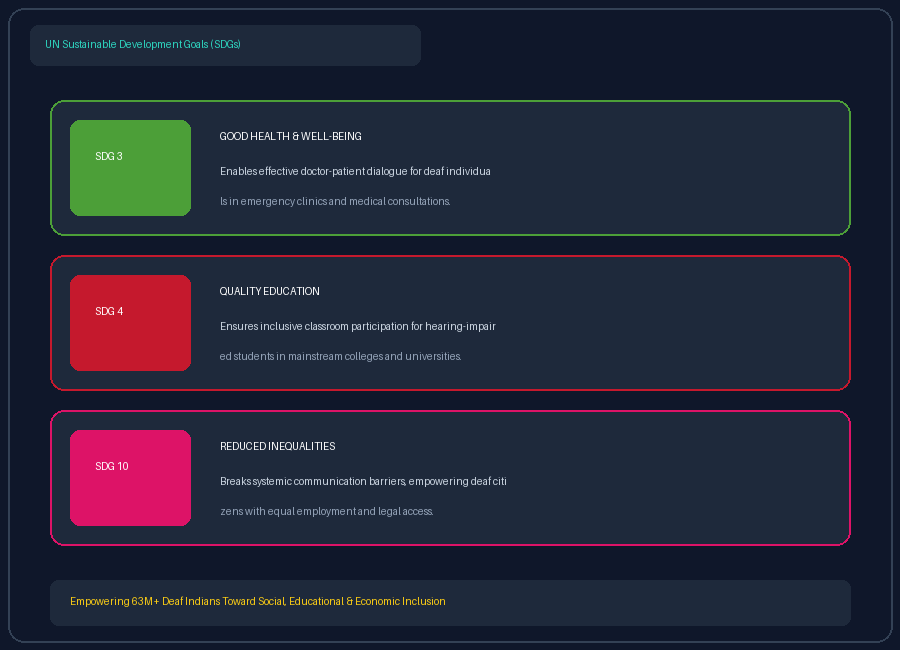 UN Sustainable Development Goals (SDGs)
SDG 3
GOOD HEALTH & WELL-BEING
Enables effective doctor-patient dialogue for deaf individua
ls in emergency clinics and medical consultations.
SDG 4
QUALITY EDUCATION
Ensures inclusive classroom participation for hearing-impair
ed students in mainstream colleges and universities.
SDG 10
REDUCED INEQUALITIES
Breaks systemic communication barriers, empowering deaf citi
zens with equal employment and legal access.
Empowering 63M+ Deaf Indians Toward Social, Educational & Economic Inclusion